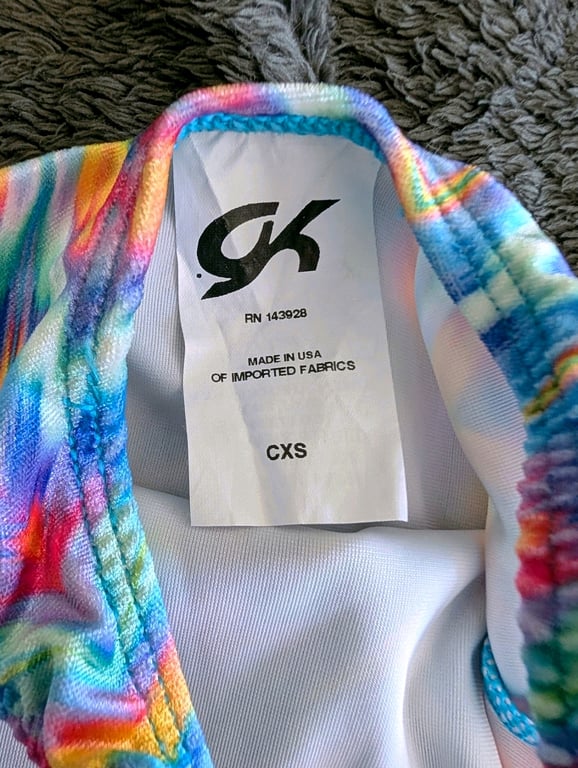 GK
RN 143928
MADE IN USA
OF IMPORTED FABRICS
CXS